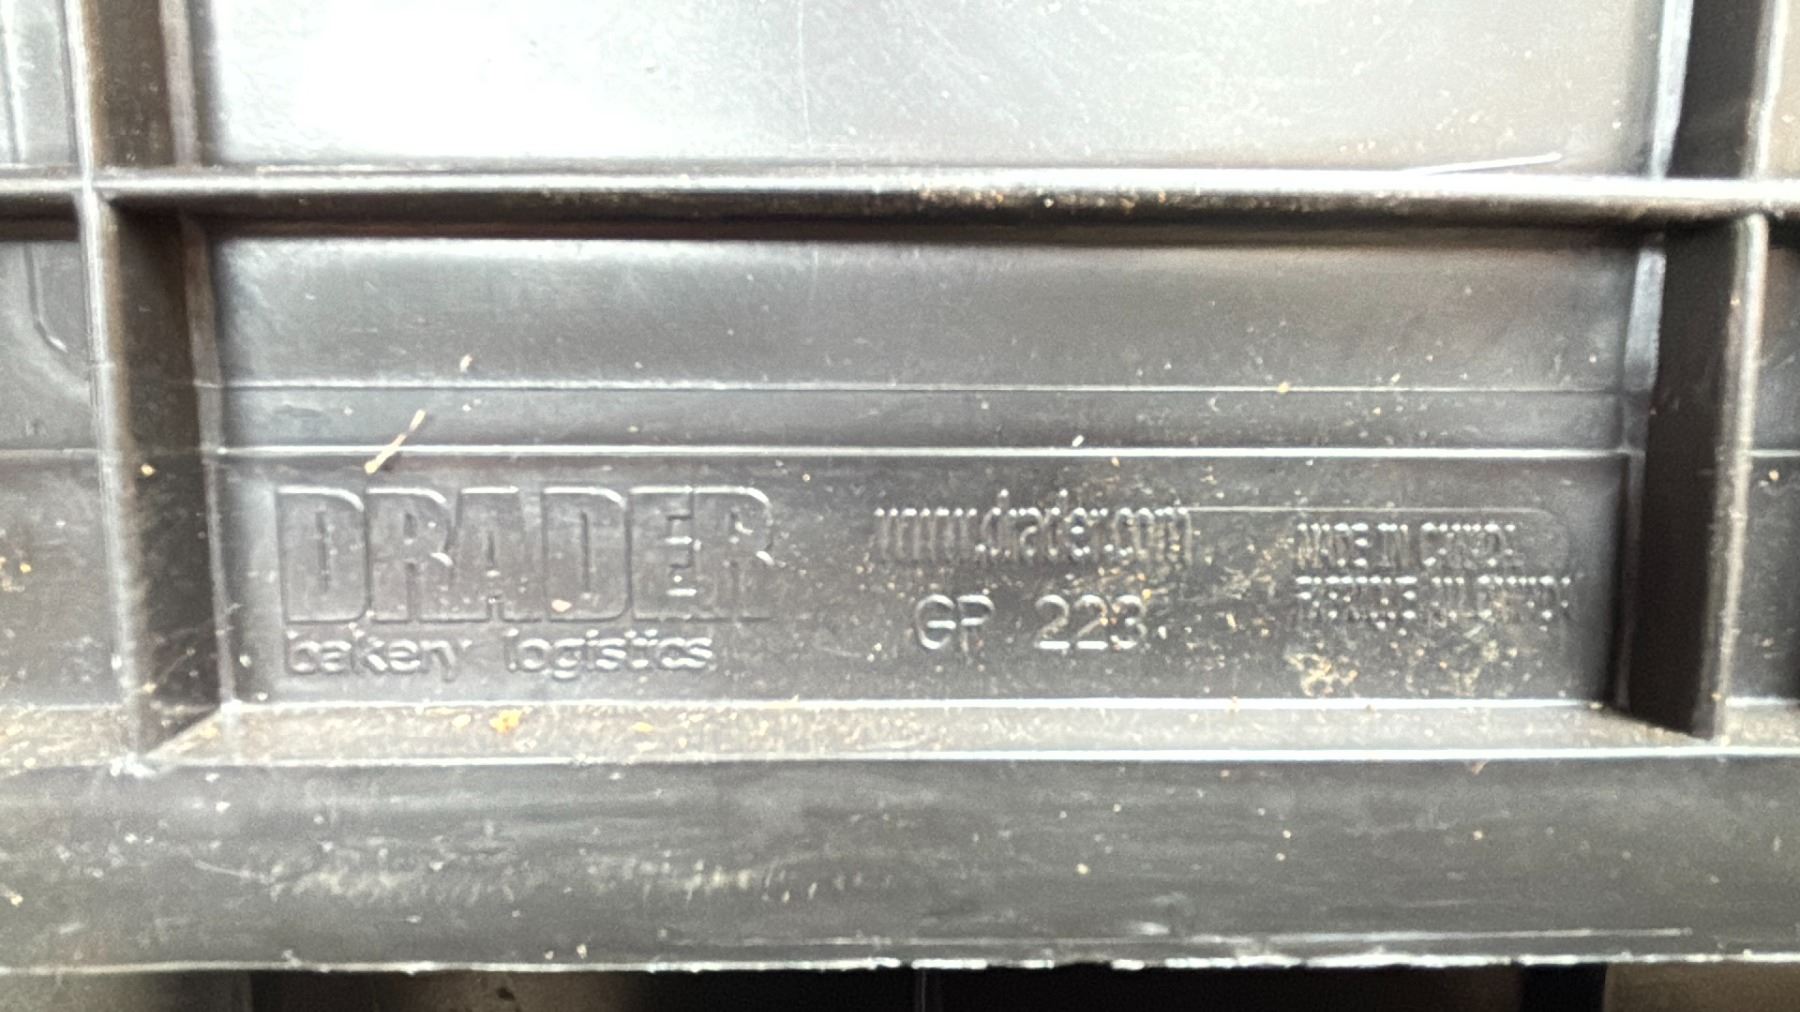 DRADER
bakery logistics
www.drader.com
GP 223
MADE IN CANADA